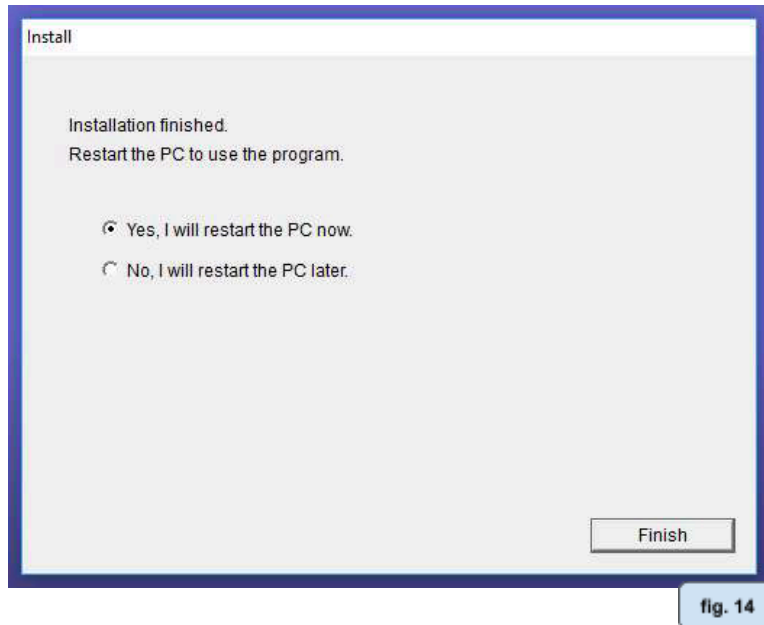 Install
Installation finished.
Restart the PC to use the program.
Yes, I will restart the PC now.
No, I will restart the PC later.
Finish
fig. 14